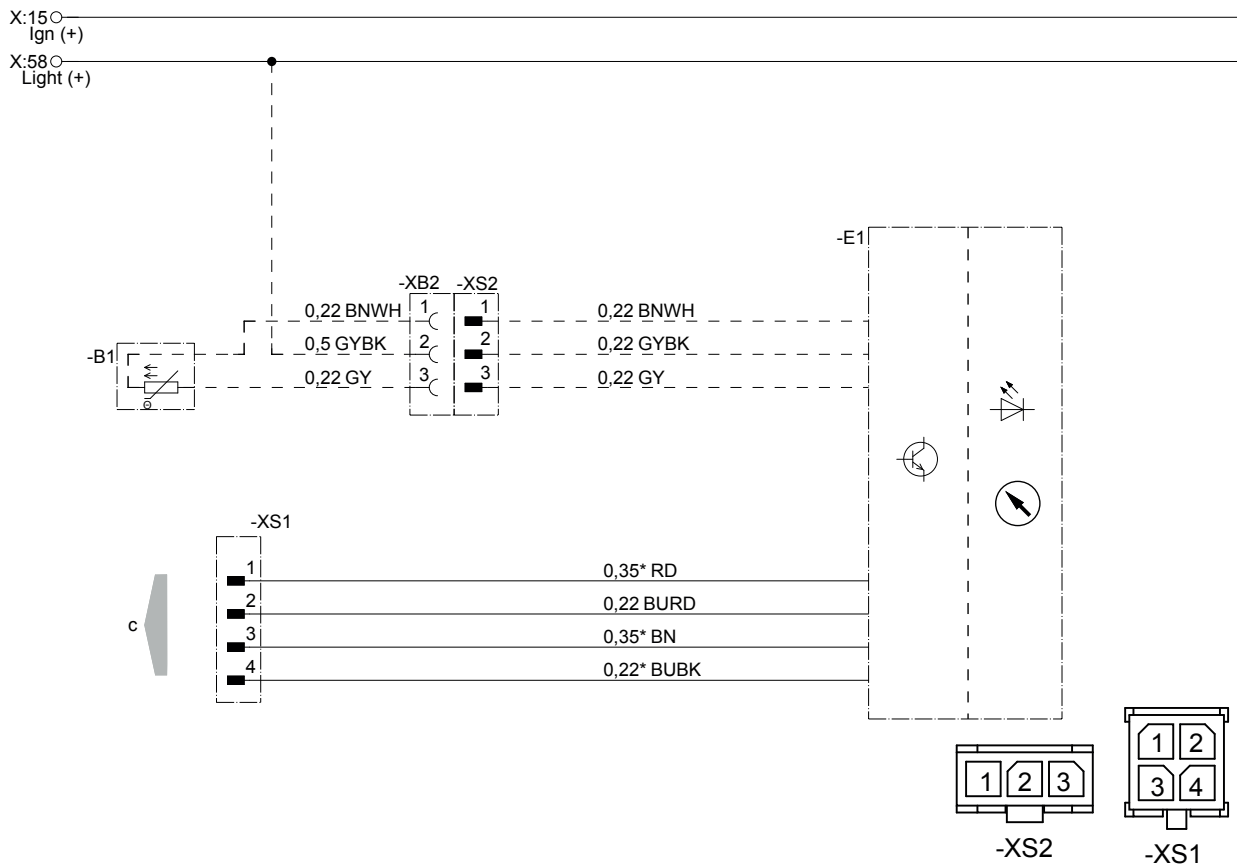 X:15
Ign (+)
X:58
Light (+)
-E1
-XB2 -XS2
0,22 BNWH 1 1 0,22 BNWH
-B1 0,5 GYBK 2 2 0,22 GYBK
0,22 GY 3 3 0,22 GY
Θ
-XS1
1 0,35* RD
2 0,22 BURD
c
3 0,35* BN
4 0,22* BUBK
1 2
1 2 3
3 4
-XS2
-XS1